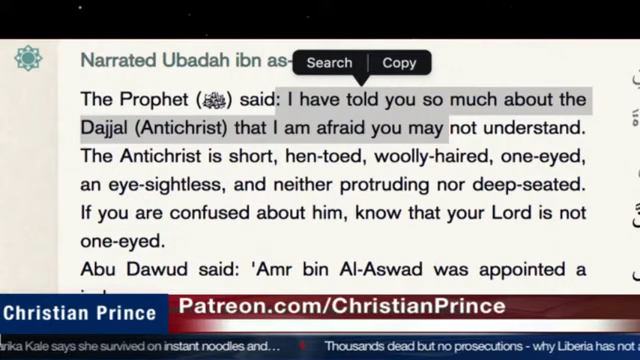 Narrated Ubadah ibn as-
Search
Copy
The Prophet (ﷺ) said: I have told you so much about the
Dajjal (Antichrist) that I am afraid you may not understand.
The Antichrist is short, hen-toed, woolly-haired, one-eyed,
an eye-sightless, and neither protruding nor deep-seated.
If you are confused about him, know that your Lord is not
one-eyed.
Abu Dawud said: 'Amr bin Al-Aswad was appointed a
Christian Prince
Patreon.com/ChristianPrince
Kale says she survived on instant noodles and… Thousands dead but no prosecutions - why Liberia has not